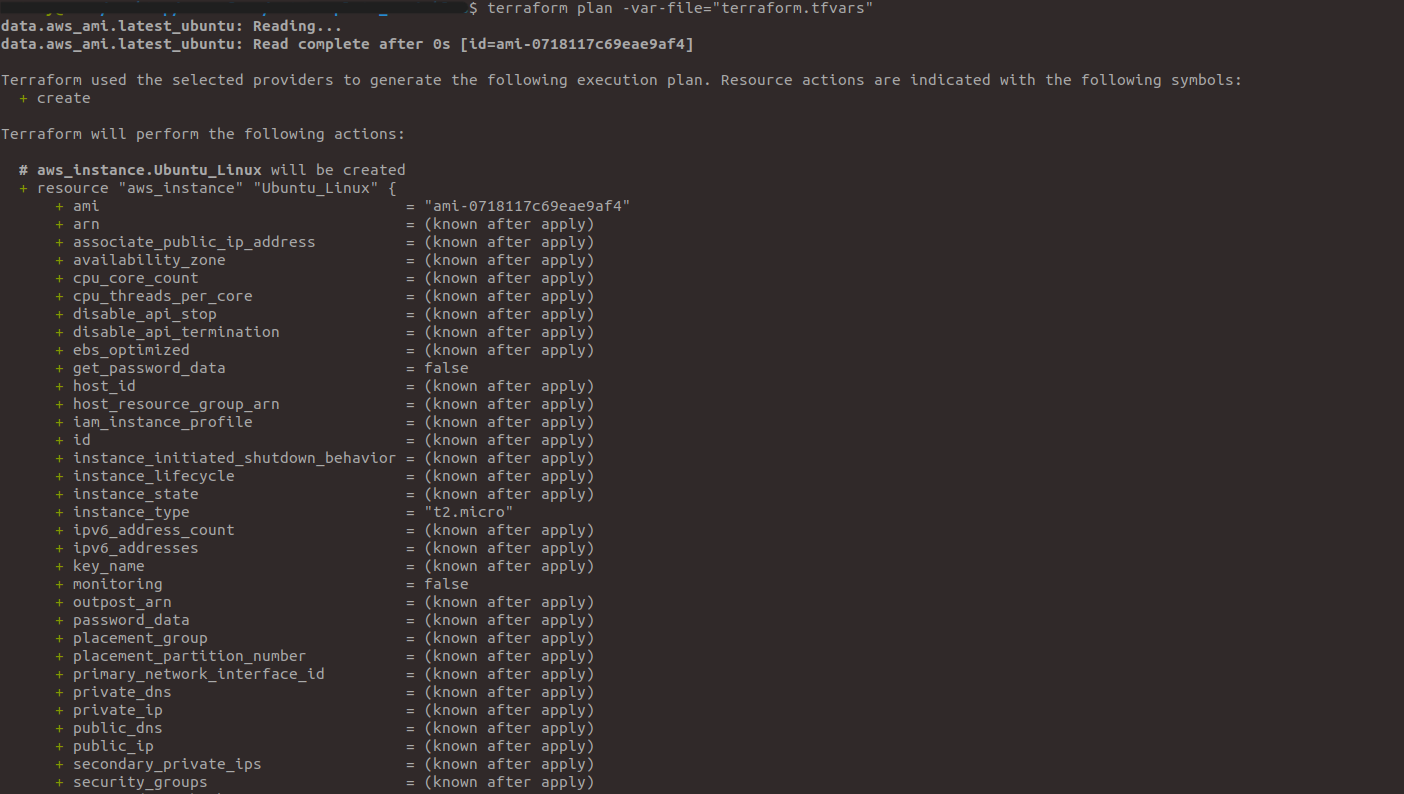 $ terraform plan -var-file="terraform.tfvars"
data.aws_ami.latest_ubuntu: Reading...
data.aws_ami.latest_ubuntu: Read complete after 0s [id=ami-0718117c69eae9af4]
Terraform used the selected providers to generate the following execution plan. Resource actions are indicated with the following symbols:
+ create
Terraform will perform the following actions:
# aws_instance.Ubuntu_Linux will be created
+ resource "aws_instance" "Ubuntu_Linux" {
+ ami = "ami-0718117c69eae9af4"
+ arn = (known after apply)
+ associate_public_ip_address = (known after apply)
+ availability_zone = (known after apply)
+ cpu_core_count = (known after apply)
+ cpu_threads_per_core = (known after apply)
+ disable_api_stop = (known after apply)
+ disable_api_termination = (known after apply)
+ ebs_optimized = (known after apply)
+ get_password_data = false
+ host_id = (known after apply)
+ host_resource_group_arn = (known after apply)
+ iam_instance_profile = (known after apply)
+ id = (known after apply)
+ instance_initiated_shutdown_behavior = (known after apply)
+ instance_lifecycle = (known after apply)
+ instance_state = (known after apply)
+ instance_type = "t2.micro"
+ ipv6_address_count = (known after apply)
+ ipv6_addresses = (known after apply)
+ key_name = (known after apply)
+ monitoring = false
+ outpost_arn = (known after apply)
+ password_data = (known after apply)
+ placement_group = (known after apply)
+ placement_partition_number = (known after apply)
+ primary_network_interface_id = (known after apply)
+ private_dns = (known after apply)
+ private_ip = (known after apply)
+ public_dns = (known after apply)
+ public_ip = (known after apply)
+ secondary_private_ips = (known after apply)
+ security_groups = (known after apply)